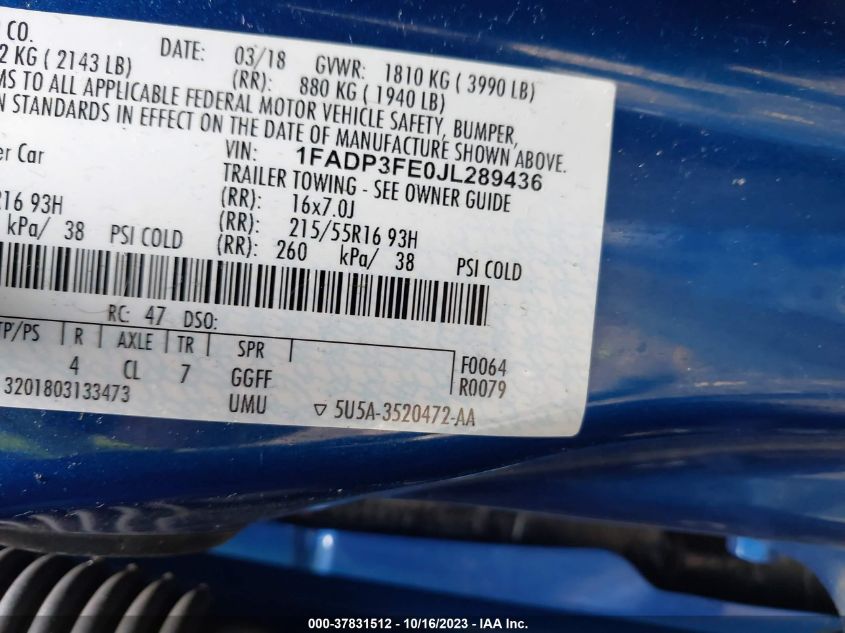 CO.
DATE: 03/18 GVWR: 1810 KG ( 3990 LB)
2 KG ( 2143 LB) (RR): 880 KG ( 1940 LB)
MS TO ALL APPLICABLE FEDERAL MOTOR VEHICLE SAFETY, BUMPER,
N STANDARDS IN EFFECT ON THE DATE OF MANUFACTURE SHOWN ABOVE.
er Car VIN: 1FADP3FE0JL289436
TRAILER TOWING - SEE OWNER GUIDE
(RR): 16x7.0J
R16 93H (RR): 215/55R16 93H
kPa/ 38 PSI COLD (RR): 260 kPa/ 38 PSI COLD
RC: 47 DSO:
TP/PS R AXLE TR SPR F0064
4 CL 7 GGFF R0079
3201803133473 UMU 5U5A-3520472-AA
000-37831512 - 10/16/2023 - IAA Inc.